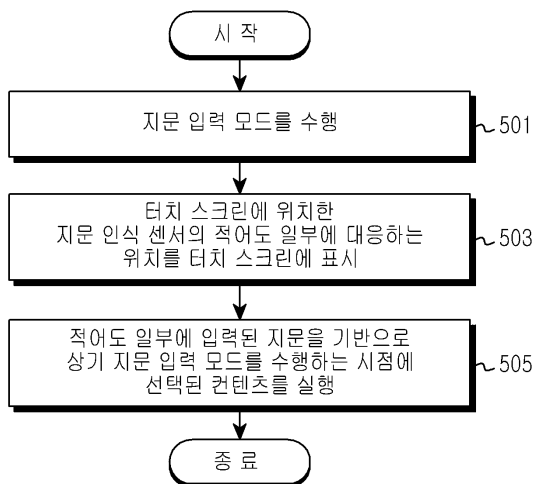 시 작
지문 입력 모드를 수행
501
터치 스크린에 위치한
지문 인식 센서의 적어도 일부에 대응하는
위치를 터치 스크린에 표시
503
적어도 일부에 입력된 지문을 기반으로
상기 지문 입력 모드를 수행하는 시점에
선택된 컨텐츠를 실행
505
종 료